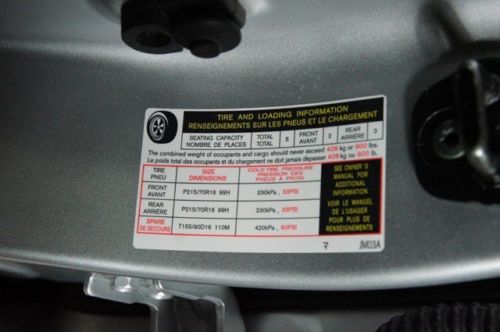 TIRE AND LOADING INFORMATION
RENSEIGNEMENTS SUR LES PNEUS ET LE CHARGEMENT
SEATING CAPACITY TOTAL 5 FRONT 2 REAR 3
NOMBRE DE PLACES TOTAL AVANT ARRIÈRE
The combined weight of occupants and cargo should never exceed 408 kg or 900 lbs.
Le poids total des occupants et du chargement ne doit jamais dépasser 408 kg ou 900 lb.
TIRE SIZE COLD TIRE PRESSURE
PNEU DIMENSIONS PRESSION DES PNEUS À FROID
FRONT AVANT P215/70R16 99H 230kPa, 33PSI
REAR ARRIÈRE P215/70R16 99H 230kPa, 33PSI
SPARE DE SECOURS T155/90D16 110M 420kPa, 60PSI
SEE OWNER'S
MANUAL FOR
ADDITIONAL
INFORMATION
VOIR LE MANUEL
DE L'USAGER
POUR PLUS DE
RENSEIGNEMENTS
JM03A